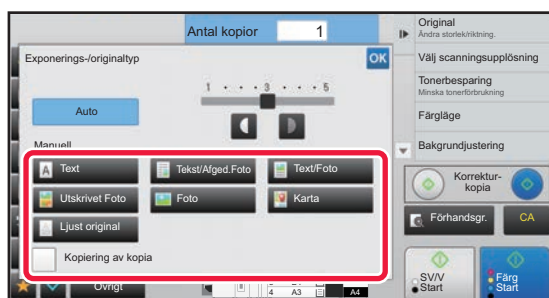 Antal kopior 1
Exponerings-/originaltyp
OK
1 3 5
Auto
Manuell
Text
Tekst/Afged.Foto
Text/Foto
Utskrivet Foto
Foto
Karta
Ljust original
Kopiering av kopia
Övrigt
4 A3
A4
Original
Ändra storlek/riktning.
Välj scanningsupplösning
Tonerbesparing
Minska tonerförbrukning
Färgläge
Bakgrundjustering
Korrektur-
kopia
Förhandsgr.
CA
SV/V
Start
Färg
Start